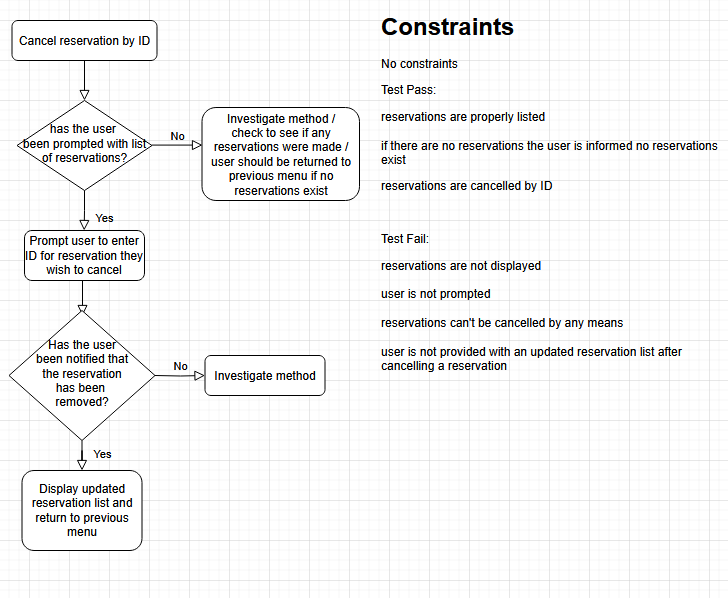 Cancel reservation by ID
has the user
been prompted with list
of reservations?
No
Investigate method /
check to see if any
reservations were made /
user should be returned to
previous menu if no
reservations exist
Yes
Prompt user to enter
ID for reservation they
wish to cancel
Has the user
been notified that
the reservation
has been
removed?
No
Investigate method
Yes
Display updated
reservation list and
return to previous
menu
Constraints
No constraints
Test Pass:
reservations are properly listed
if there are no reservations the user is informed no reservations
exist
reservations are cancelled by ID
Test Fail:
reservations are not displayed
user is not prompted
reservations can't be cancelled by any means
user is not provided with an updated reservation list after
cancelling a reservation